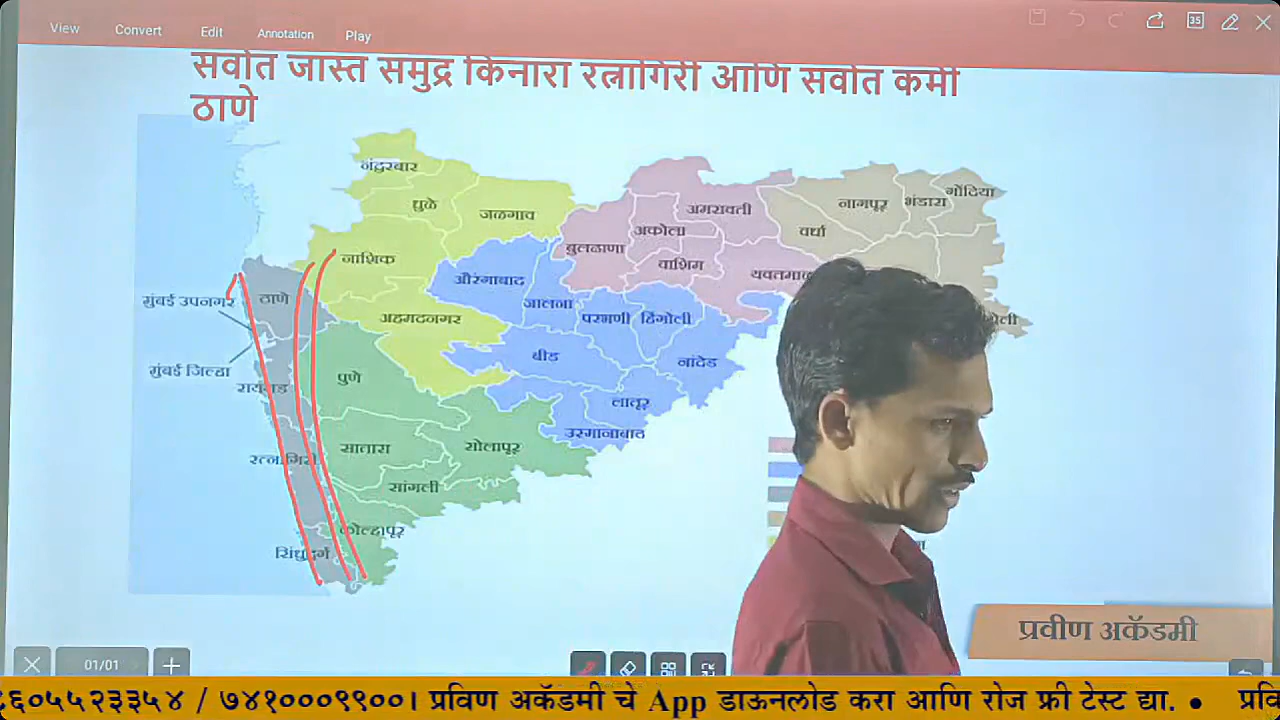 View Convert Edit Annotation Play
35
सर्वात जास्त समुद्र किनारा रत्नागिरी आणि सर्वात कमी
ठाणे
नंदुरबार
धुळे
जळगाव
नाशिक
अहमदनगर
औरंगाबाद
जालना
परभणी
हिंगोली
बीड
नांदेड
लातूर
उस्मानाबाद
बुलढाणा
अकोला
अमरावती
वाशिम
यवतमाळ
वर्धा
नागपूर
भंडारा
गोंदिया
मुंबई उपनगर
ठाणे
मुंबई जिल्हा
रायगड
पुणे
रत्नागिरी
सातारा
सोलापूर
सांगली
कोल्हापूर
सिंधुदुर्ग
प्रवीण अकॅडमी
01/01
६०५५२३३५४ / ७४१०००९९००। प्रविण अकॅडमी चे App डाऊनलोड करा आणि रोज फ्री टेस्ट द्या. •